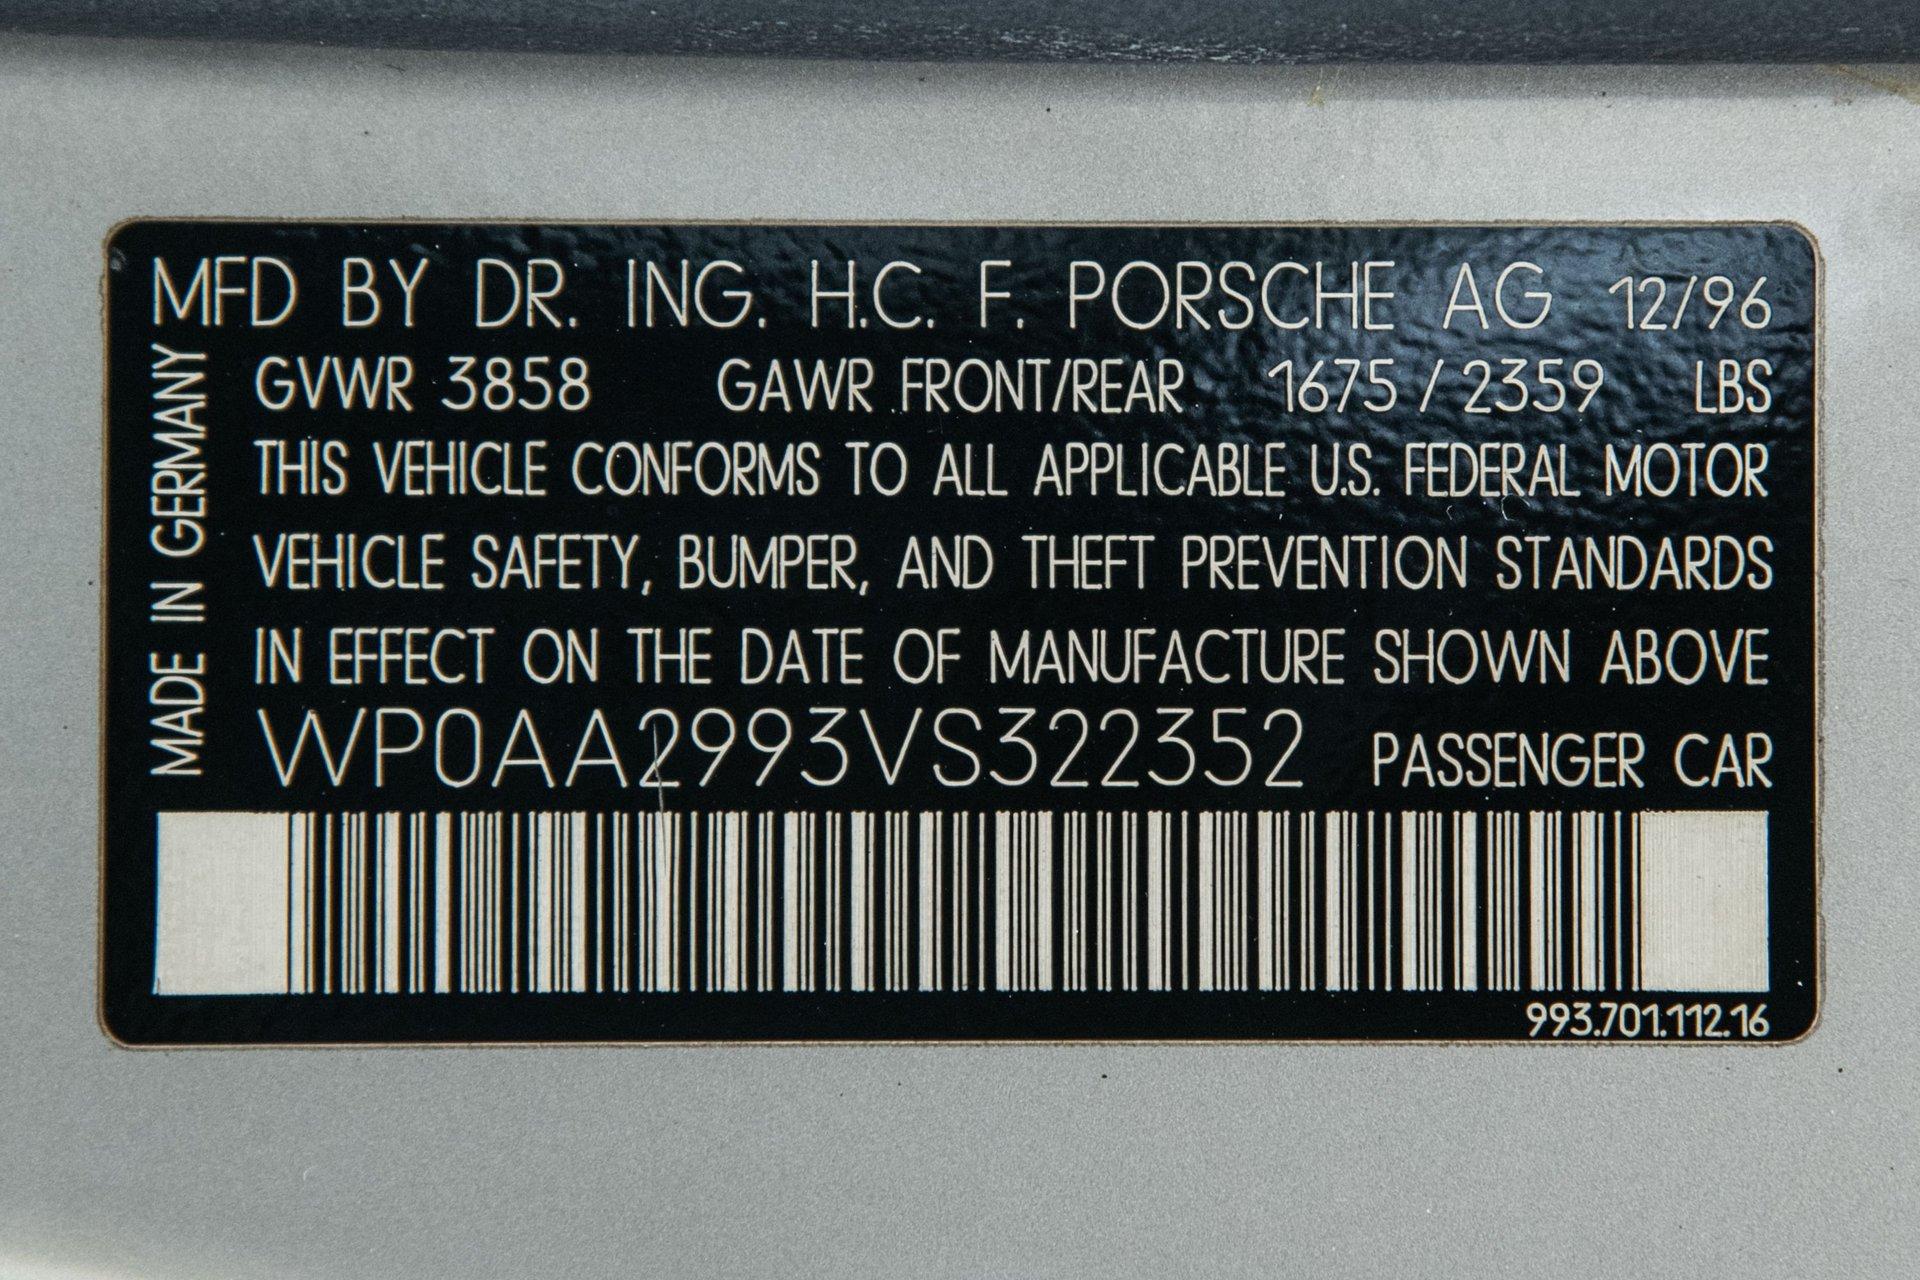 MFD BY DR. ING. H.C. F. PORSCHE AG 12/96
MADE IN GERMANY
GVWR 3858 GAWR FRONT/REAR 1675 / 2359 LBS
THIS VEHICLE CONFORMS TO ALL APPLICABLE U.S. FEDERAL MOTOR
VEHICLE SAFETY, BUMPER, AND THEFT PREVENTION STANDARDS
IN EFFECT ON THE DATE OF MANUFACTURE SHOWN ABOVE
WP0AA2993VS322352 PASSENGER CAR
993.701.112.16